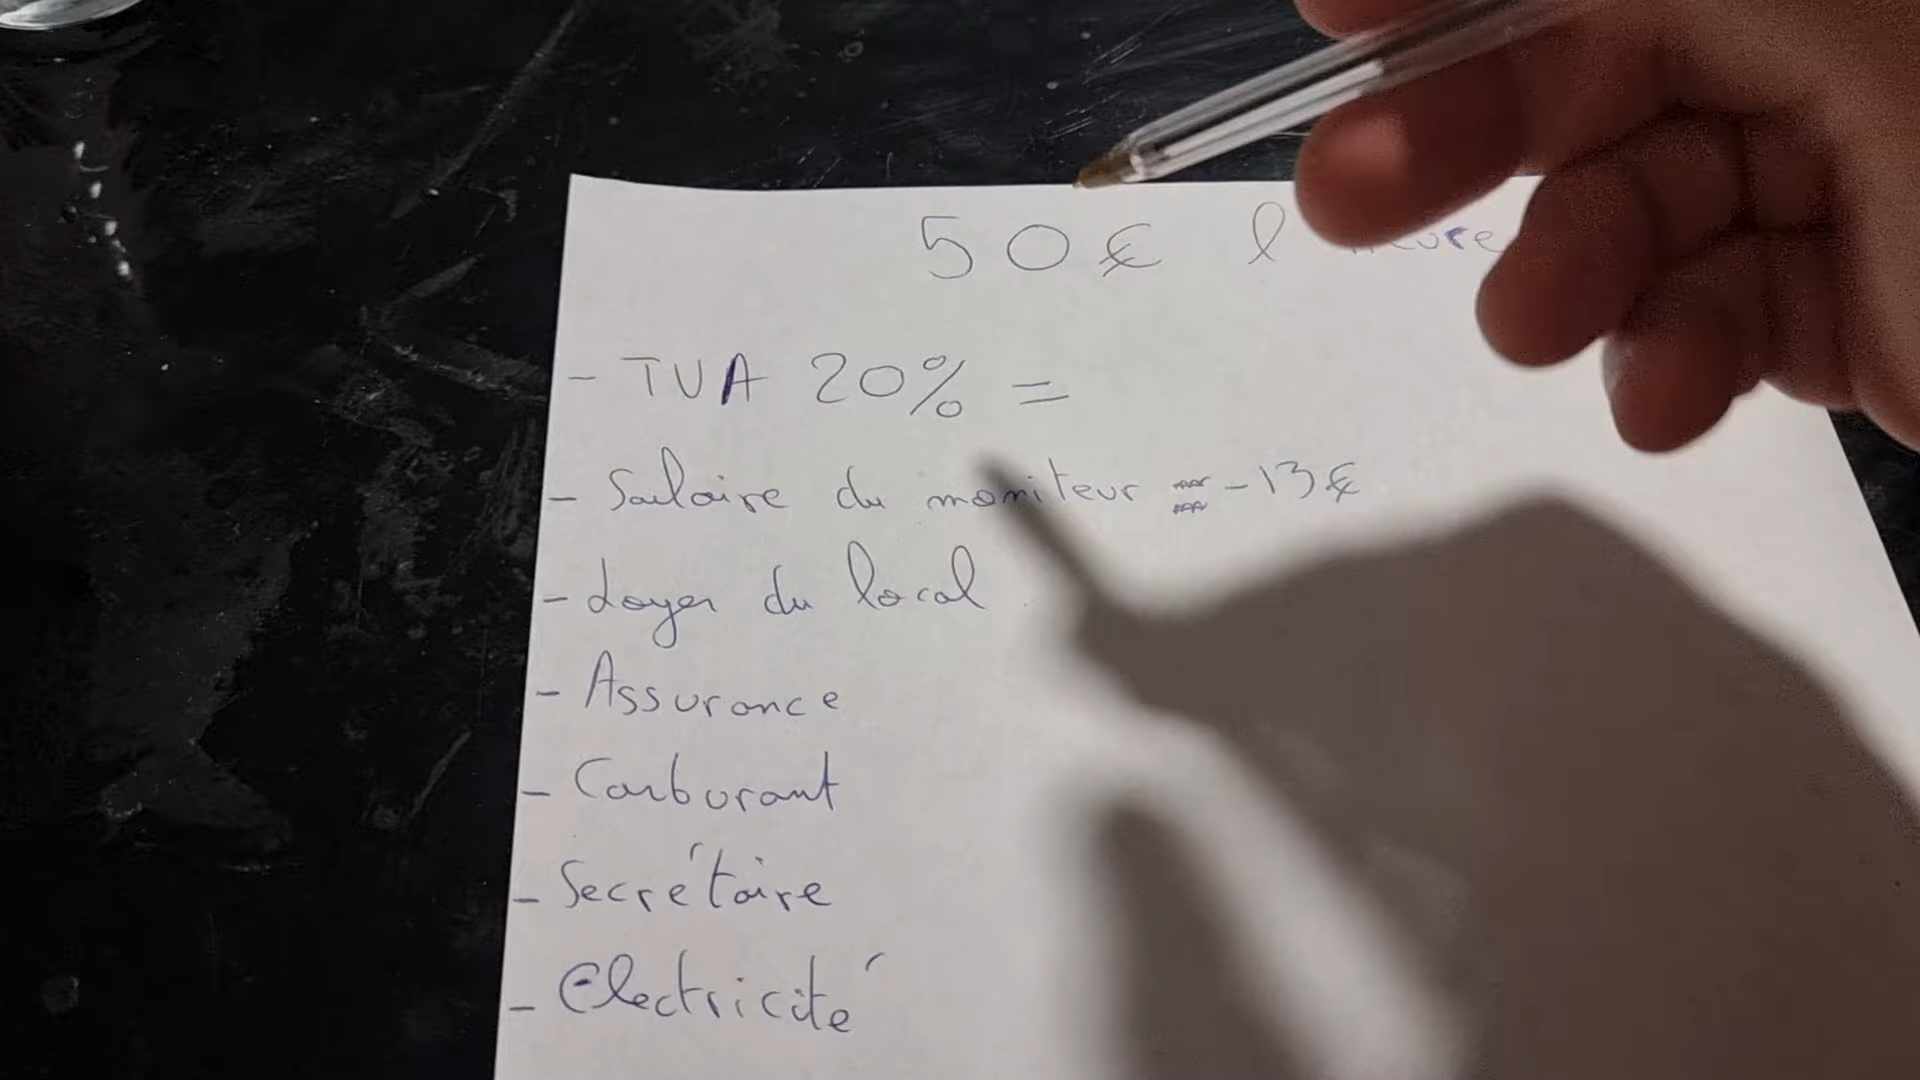 50€ l
- TVA 20% =
- Salaire du moniteur = -13€
- Loyer du local
- Assurance
- Carburant
- Secrétaire
- Electricité